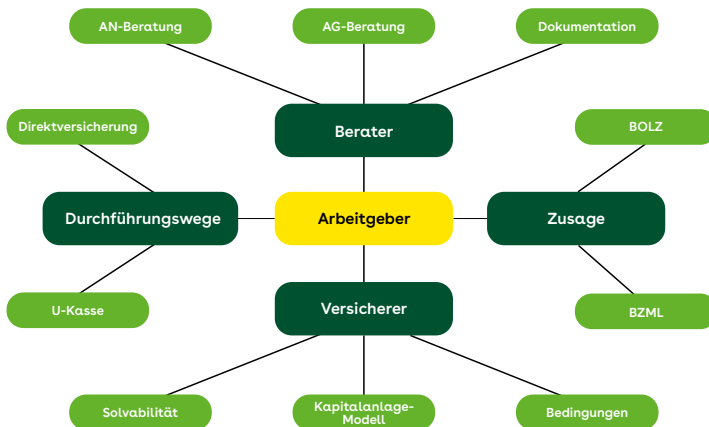 AN-Beratung
AG-Beratung
Dokumentation
Direktversicherung
Berater
BOLZ
Durchführungswege
Arbeitgeber
Zusage
U-Kasse
Versicherer
BZML
Solvabilität
Kapitalanlage-
Modell
Bedingungen